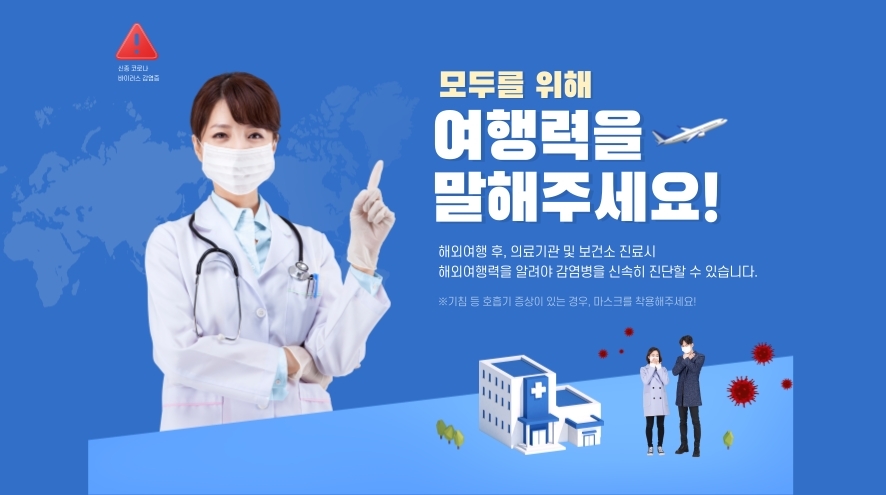 신종 코로나
바이러스 감염증
모두를 위해
여행력을
말해주세요!
해외여행 후, 의료기관 및 보건소 진료시
해외여행력을 알려야 감염병을 신속히 진단할 수 있습니다.
※기침 등 호흡기 증상이 있는 경우, 마스크를 착용해주세요!